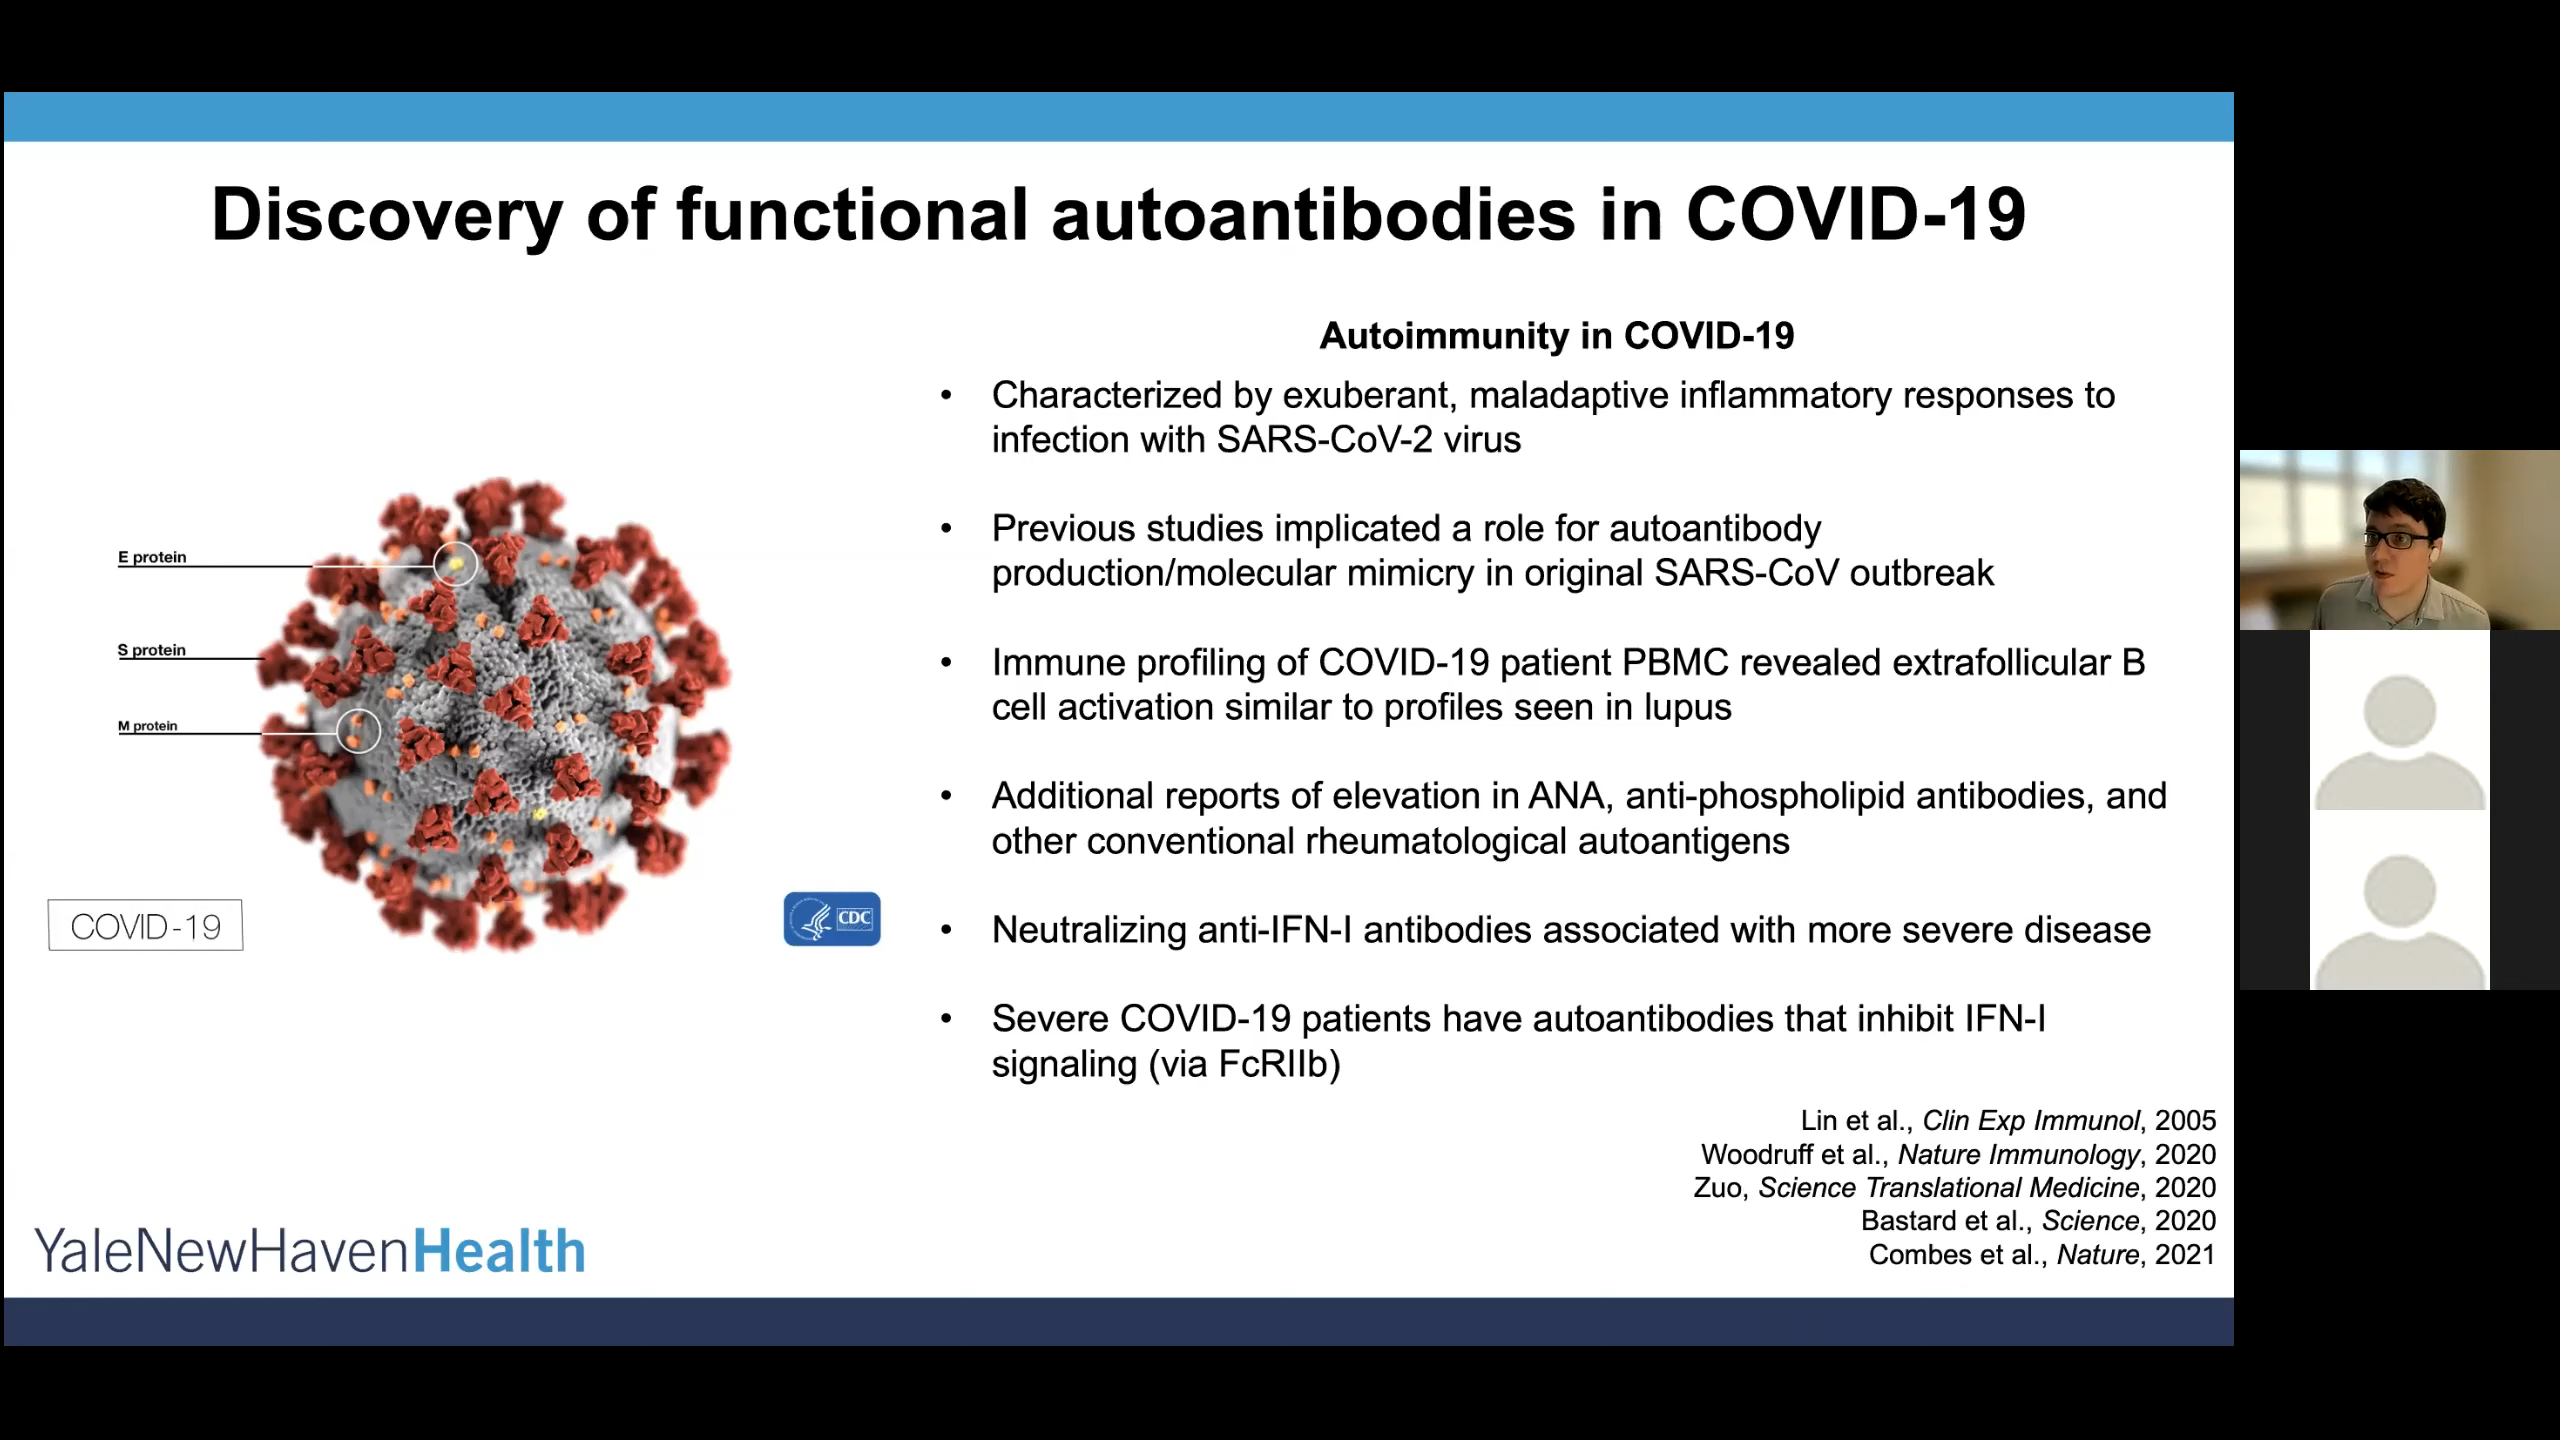 Discovery of functional autoantibodies in COVID-19
E protein
S protein
M protein
COVID-19
CDC
Autoimmunity in COVID-19
• Characterized by exuberant, maladaptive inflammatory responses to
infection with SARS-CoV-2 virus
• Previous studies implicated a role for autoantibody
production/molecular mimicry in original SARS-CoV outbreak
• Immune profiling of COVID-19 patient PBMC revealed extrafollicular B
cell activation similar to profiles seen in lupus
• Additional reports of elevation in ANA, anti-phospholipid antibodies, and
other conventional rheumatological autoantigens
• Neutralizing anti-IFN-I antibodies associated with more severe disease
• Severe COVID-19 patients have autoantibodies that inhibit IFN-I
signaling (via FcRIIb)
Lin et al., Clin Exp Immunol, 2005
Woodruff et al., Nature Immunology, 2020
Zuo, Science Translational Medicine, 2020
Bastard et al., Science, 2020
Combes et al., Nature, 2021
YaleNewHavenHealth